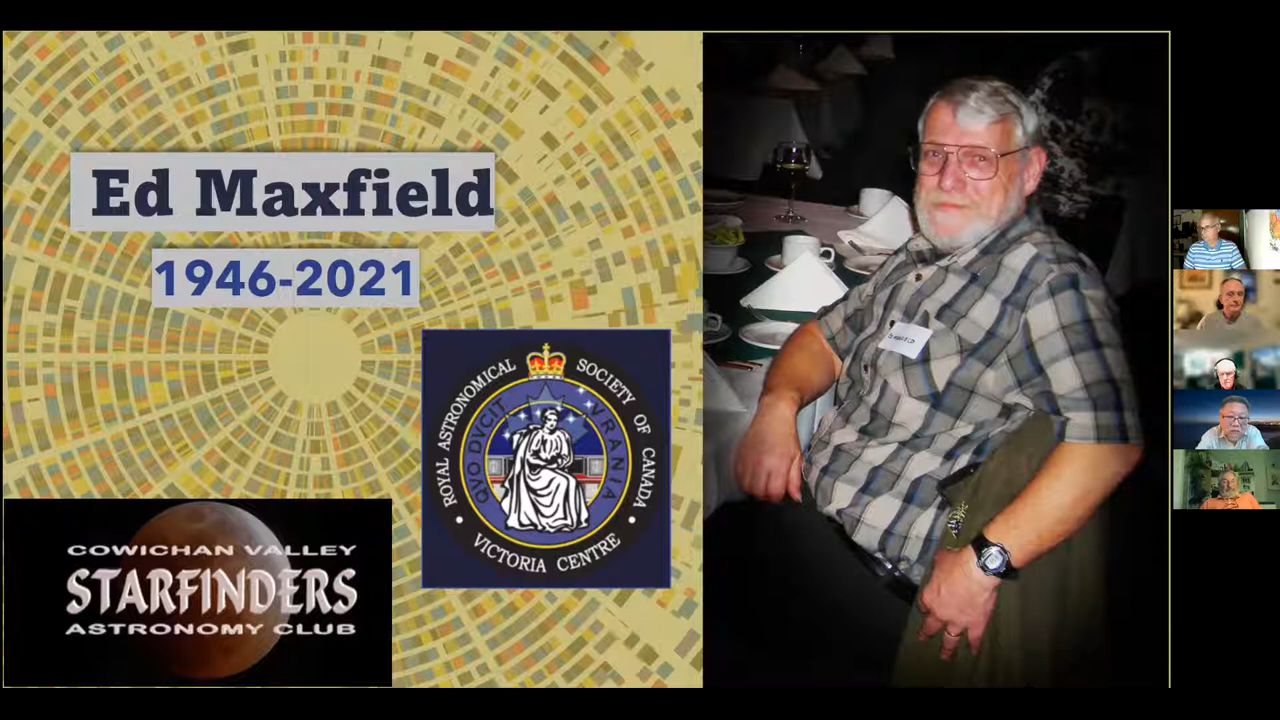 Ed Maxfield
1946-2021
ROYAL ASTRONOMICAL SOCIETY OF CANADA
QVO DVCIT VRANIA
• VICTORIA CENTRE •
COWICHAN VALLEY
STARFINDERS
ASTRONOMY CLUB